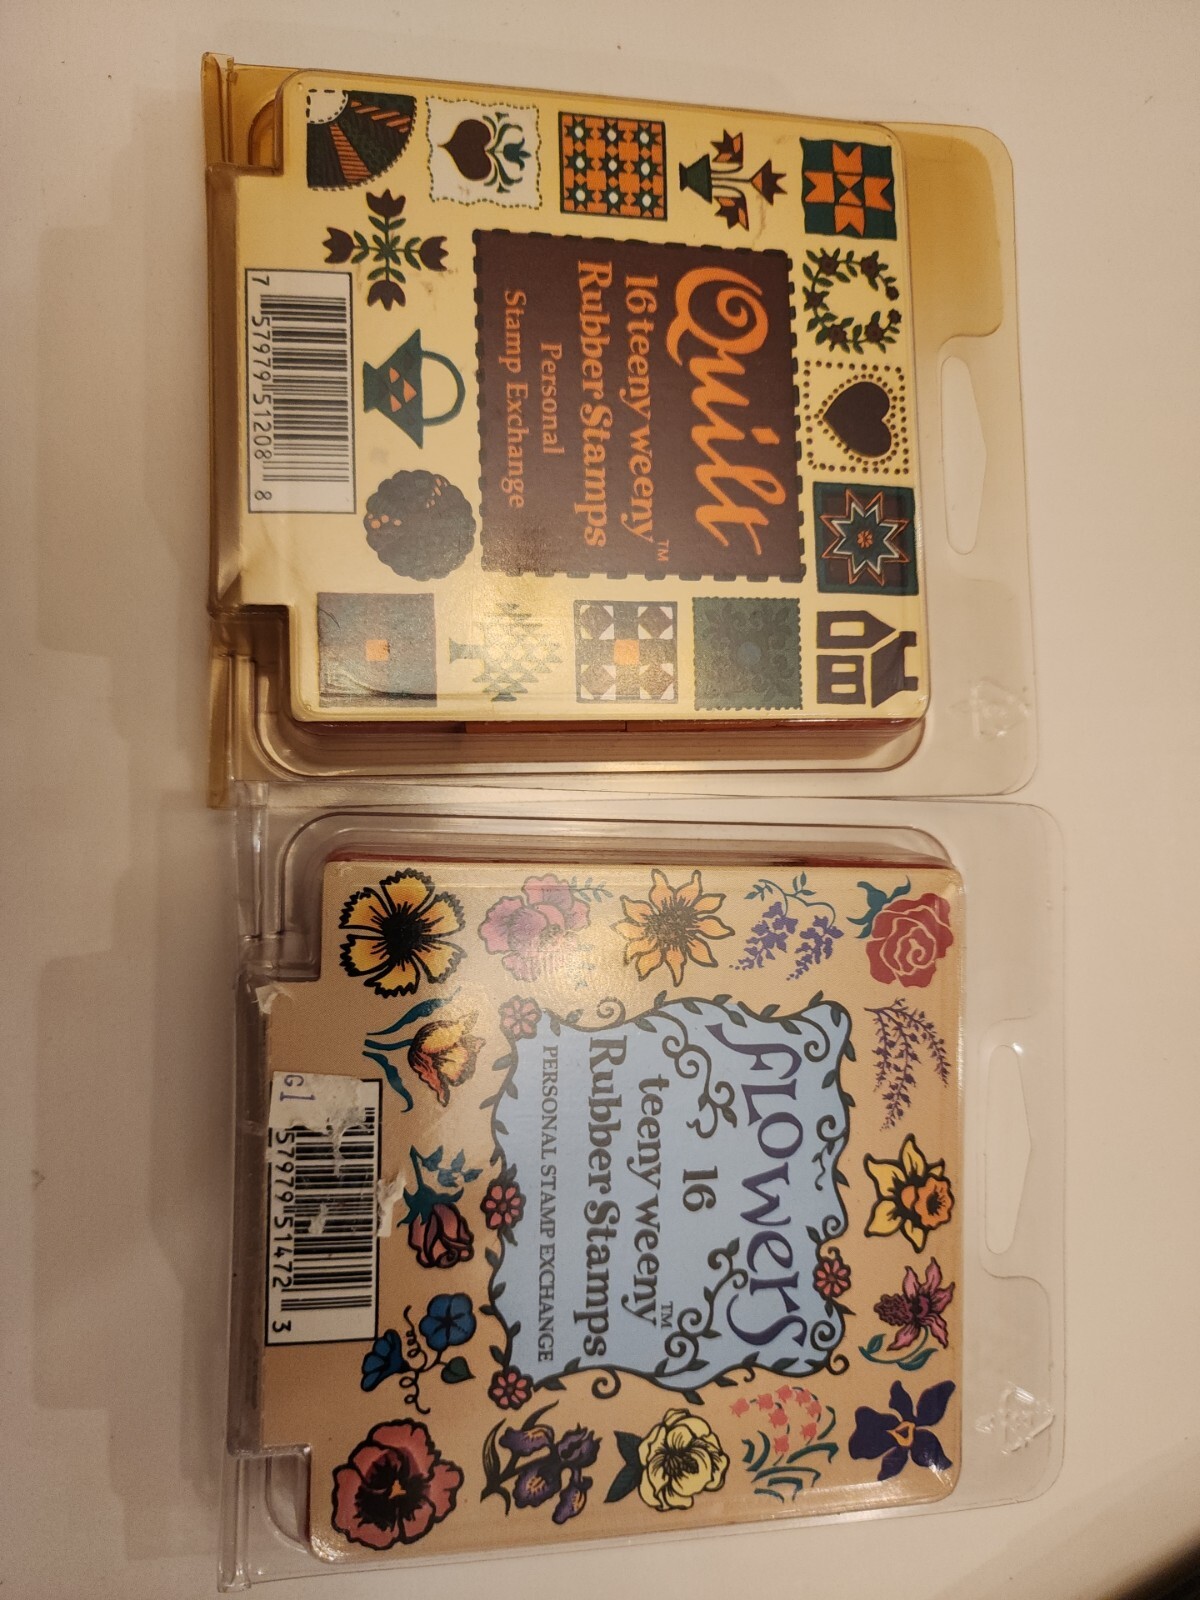 Quilt
16 teeny weeny™
Rubber Stamps
Personal
Stamp Exchange
7 57979 51208 8
Flowers
16
teeny weeny™
Rubber Stamps
PERSONAL STAMP EXCHANGE
G1
57979 51472 3